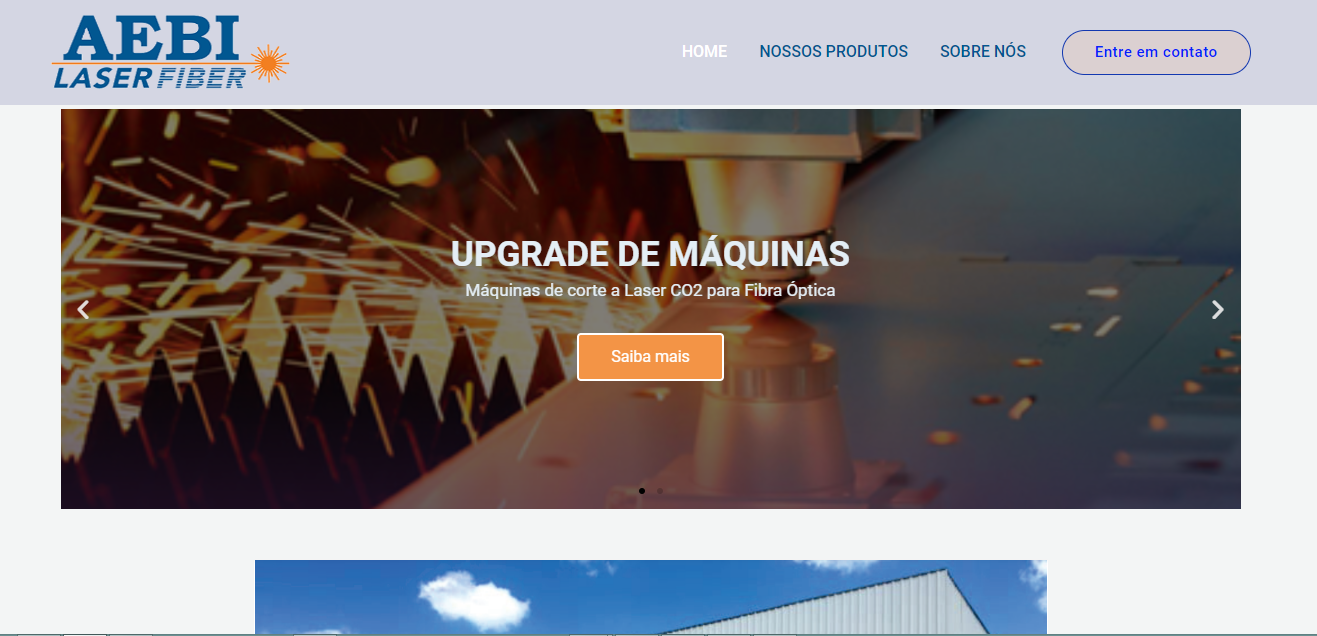 AEBI
LASER FIBER
HOME
NOSSOS PRODUTOS
SOBRE NÓS
Entre em contato
UPGRADE DE MÁQUINAS
Máquinas de corte a Laser CO2 para Fibra Óptica
Saiba mais